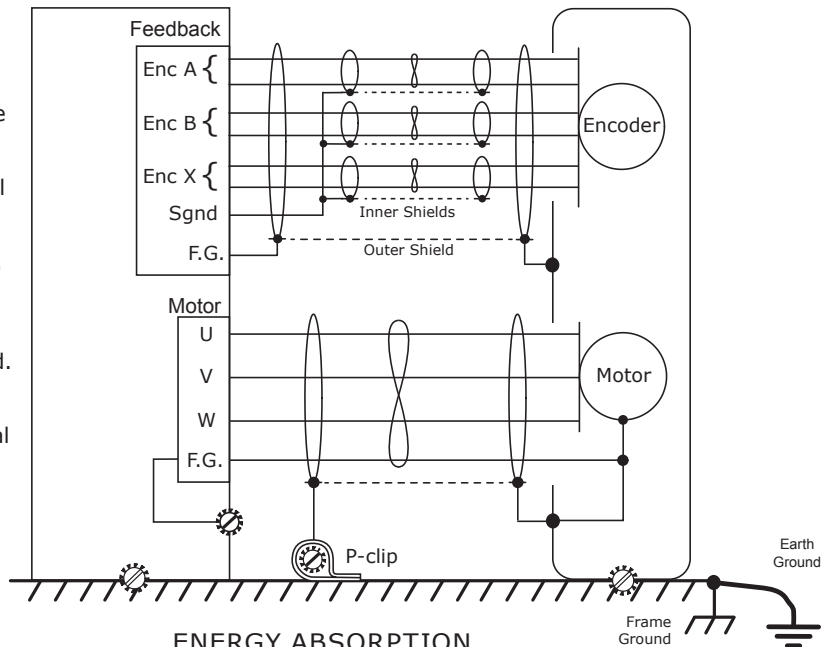 Feedback
Enc A {
Enc B {
Enc X {
Sgnd
F.G.
Inner Shields
Outer Shield
Encoder
Motor
U
V
W
F.G.
Motor
P-clip
Earth
Ground
Frame
Ground
ENERGY ABSORPTION